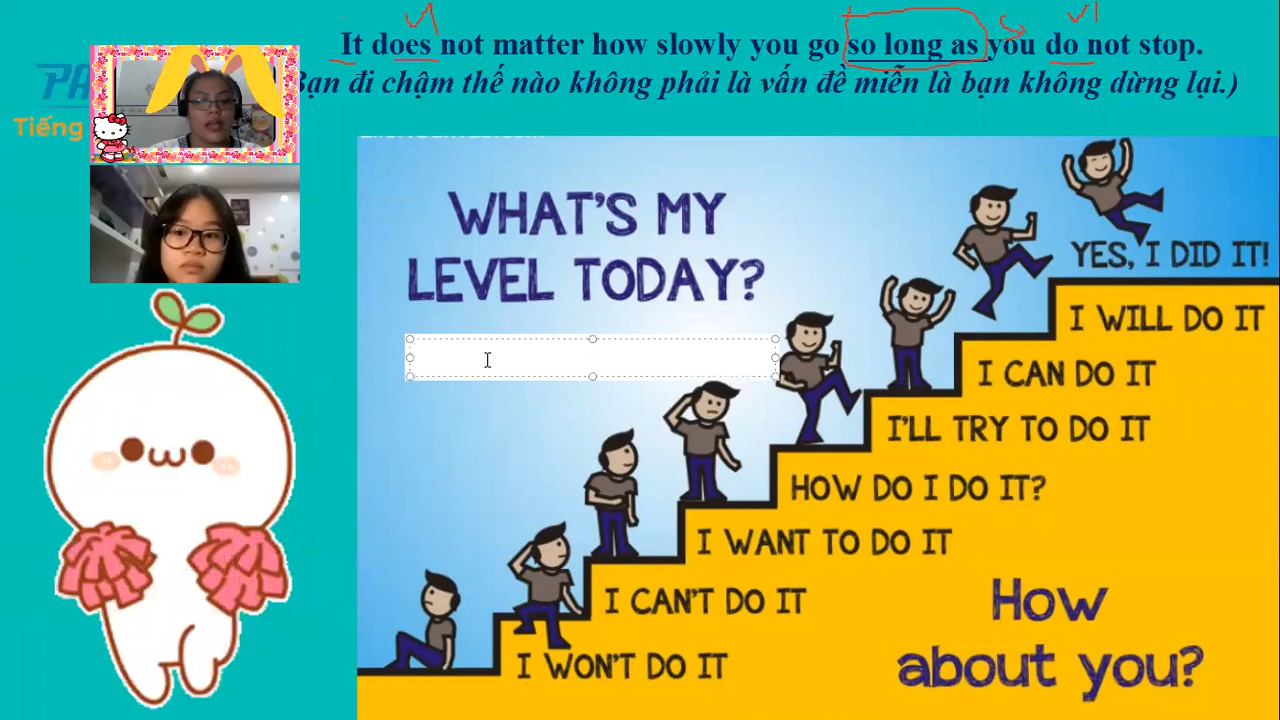 It does not matter how slowly you go so long as you do not stop.
Bạn đi chậm thế nào không phải là vấn đề miễn là bạn không dừng lại.)
PA
Tiếng
WHAT'S MY
LEVEL TODAY?
YES, I DID IT!
I WILL DO IT
I CAN DO IT
I'LL TRY TO DO IT
HOW DO I DO IT?
I WANT TO DO IT
I CAN'T DO IT
I WON'T DO IT
How
about you?